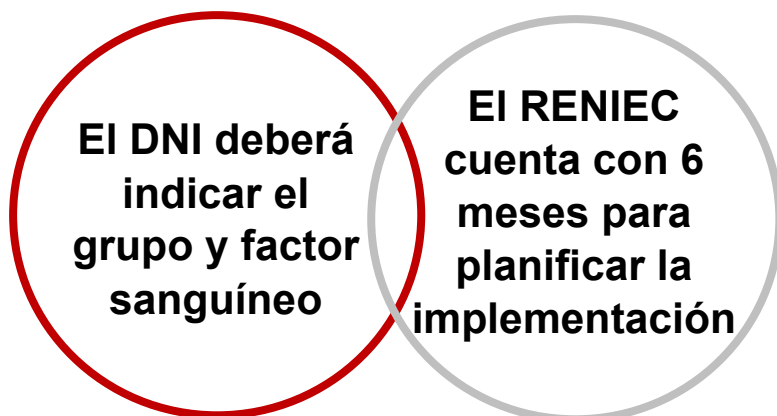 El DNI deberá
indicar el
grupo y factor
sanguíneo
El RENIEC
cuenta con 6
meses para
planificar la
implementación